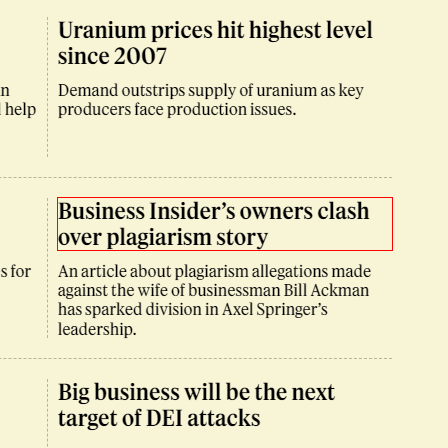 Uranium prices hit highest level
since 2007
n
Demand outstrips supply of uranium as key
help
producers face production issues.
Business Insider's owners clash
over plagiarism story
s for
An article about plagiarism allegations made
against the wife of businessman Bill Ackman
has sparked division in Axel Springer's
leadership.
Big business will be the next
target of DEI attacks